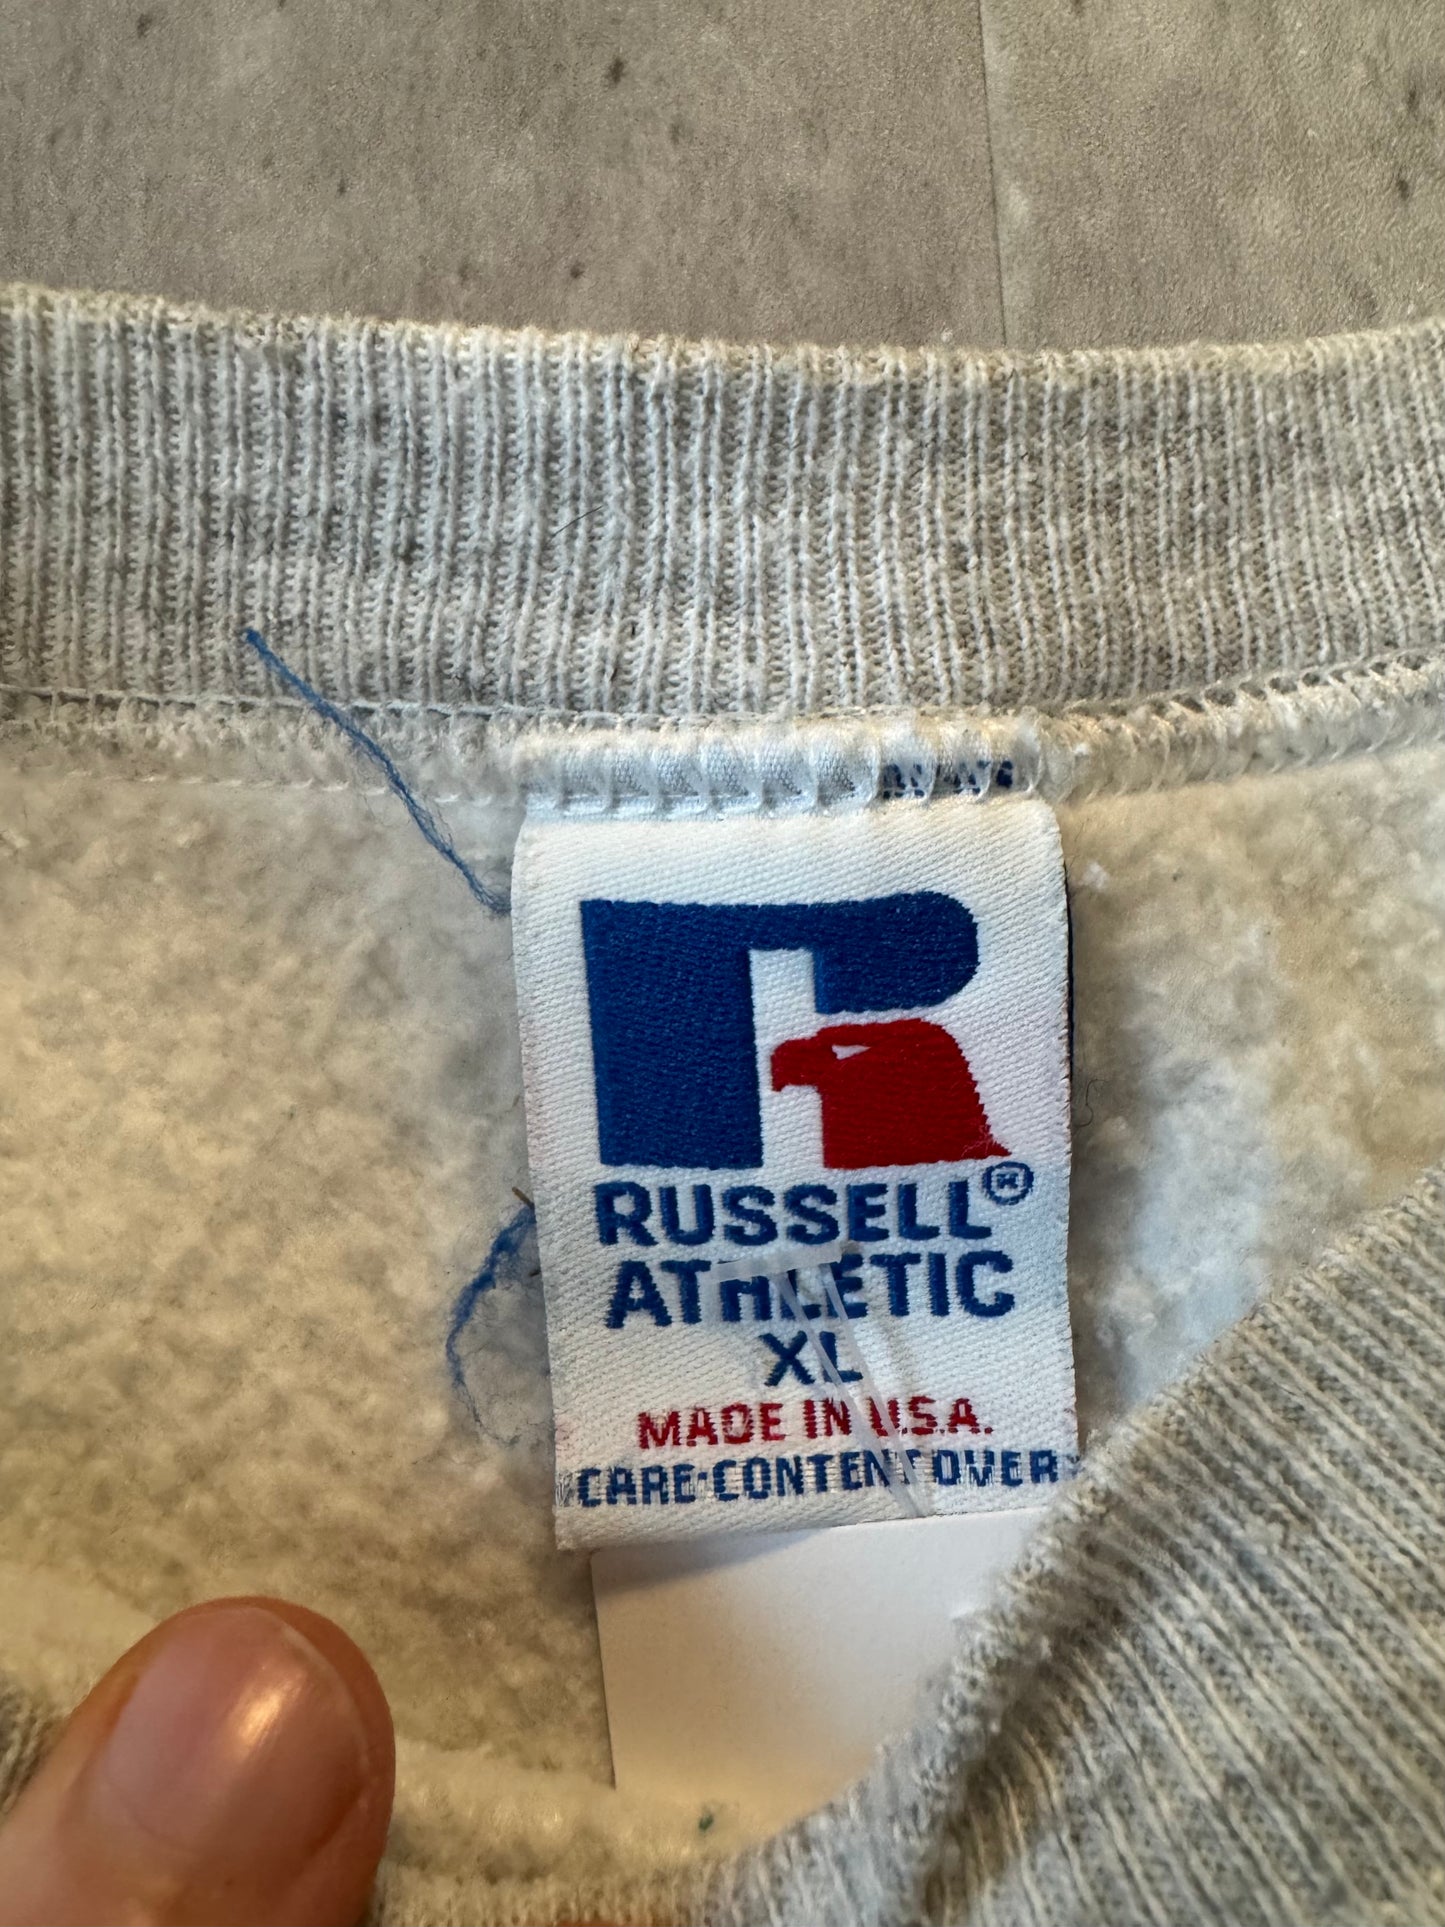 RUSSELL®
ATHLETIC
XL
MADE IN U.S.A.
CARE·CONTENT OVER